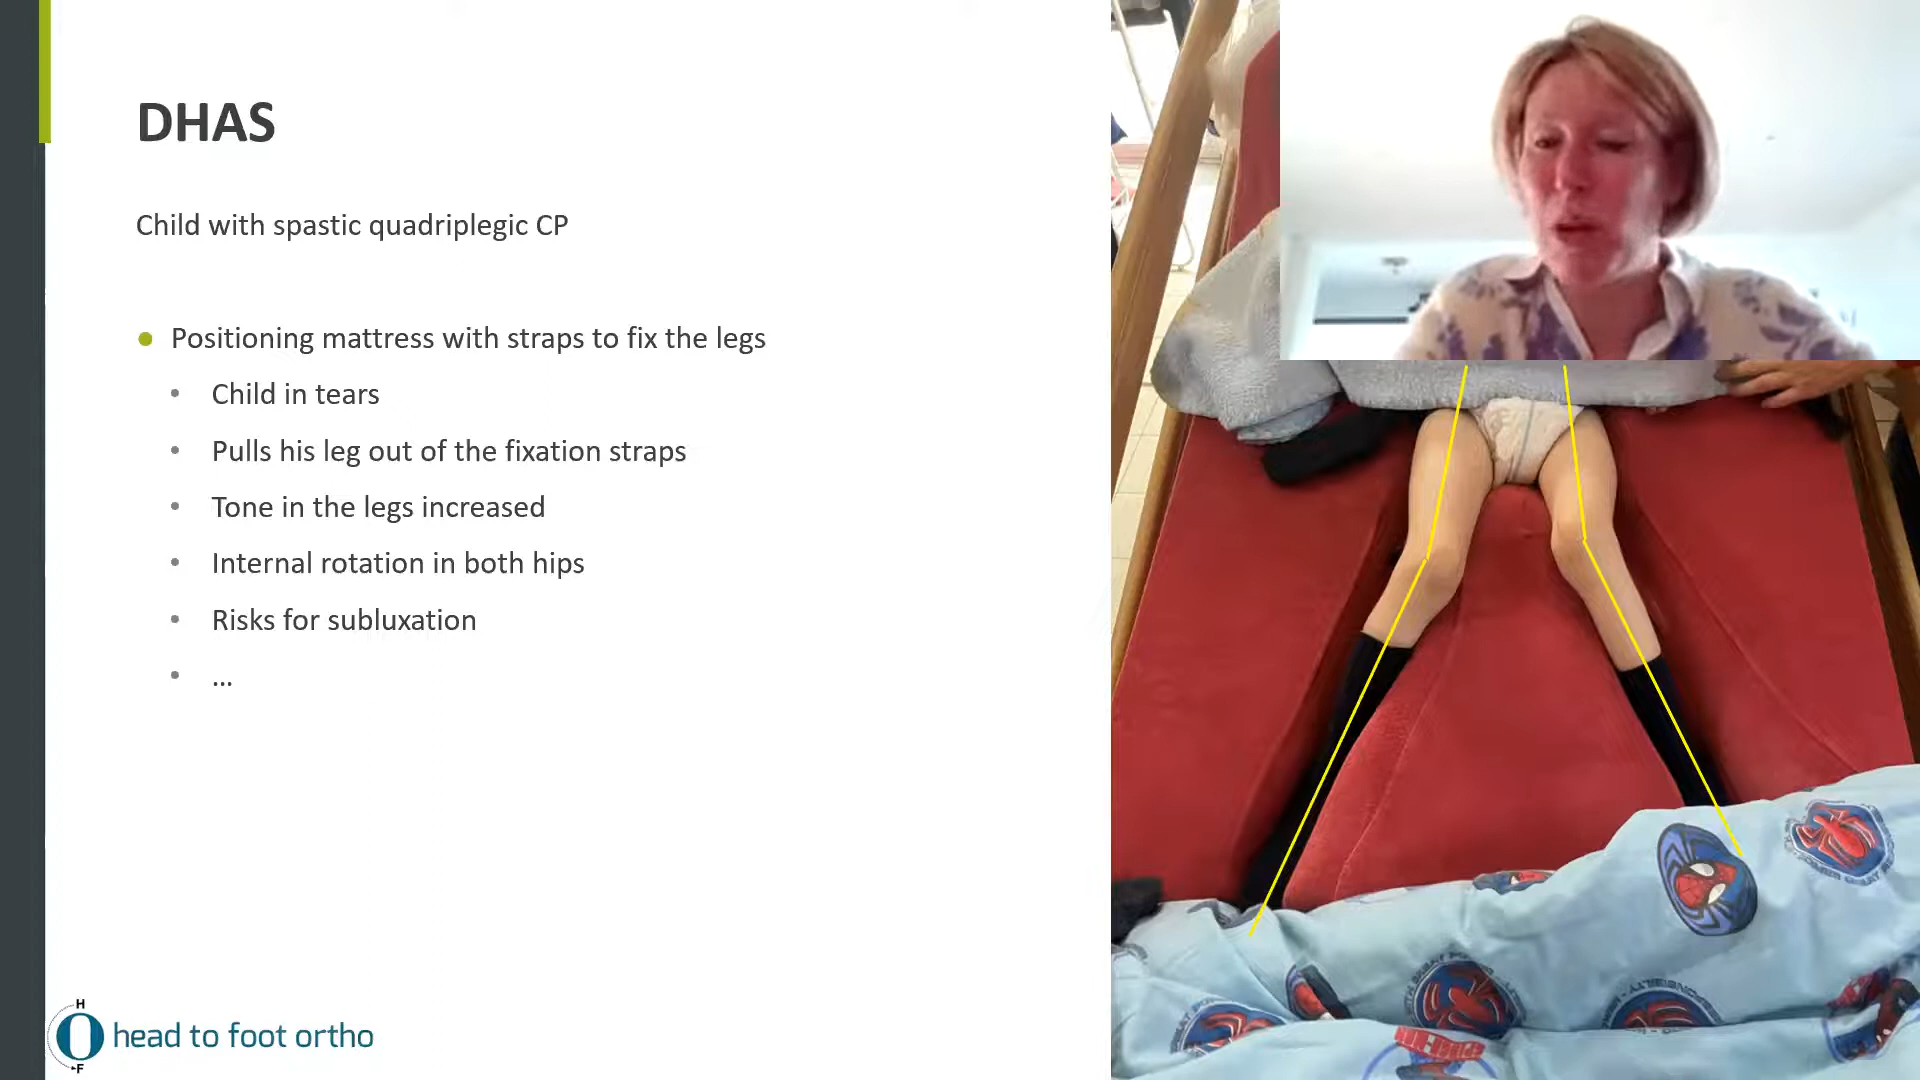 DHAS
Child with spastic quadriplegic CP
Positioning mattress with straps to fix the legs
Child in tears
Pulls his leg out of the fixation straps
Tone in the legs increased
Internal rotation in both hips
Risks for subluxation
...
H
F
head to foot ortho